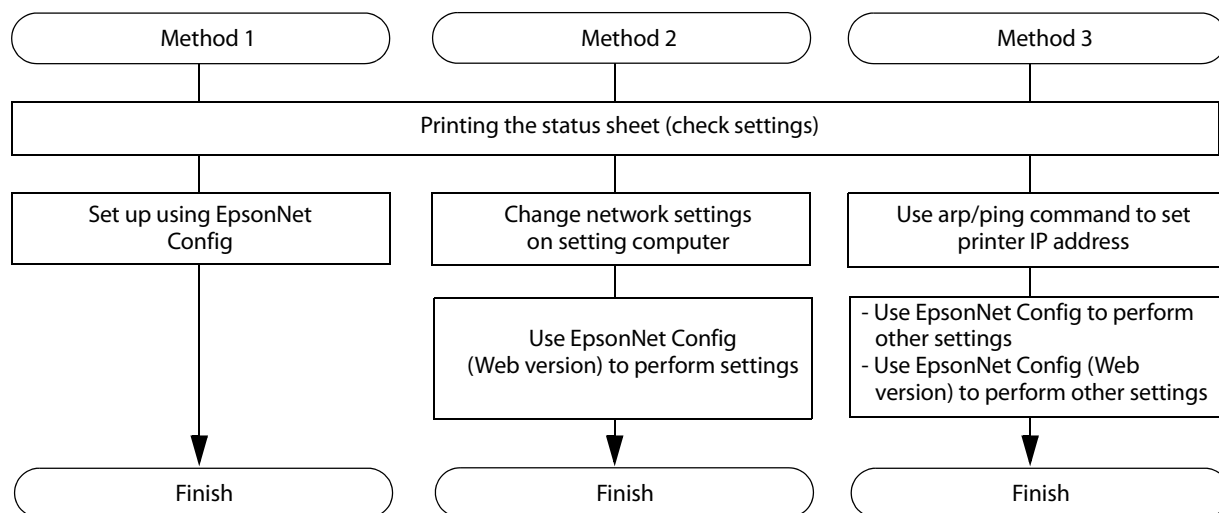 Method 1
Method 2
Method 3
Printing the status sheet (check settings)
Set up using EpsonNet
Config
Change network settings
on setting computer
Use arp/ping command to set
printer IP address
Use EpsonNet Config
(Web version) to perform settings
- Use EpsonNet Config to perform
other settings
- Use EpsonNet Config (Web
version) to perform other settings
Finish
Finish
Finish